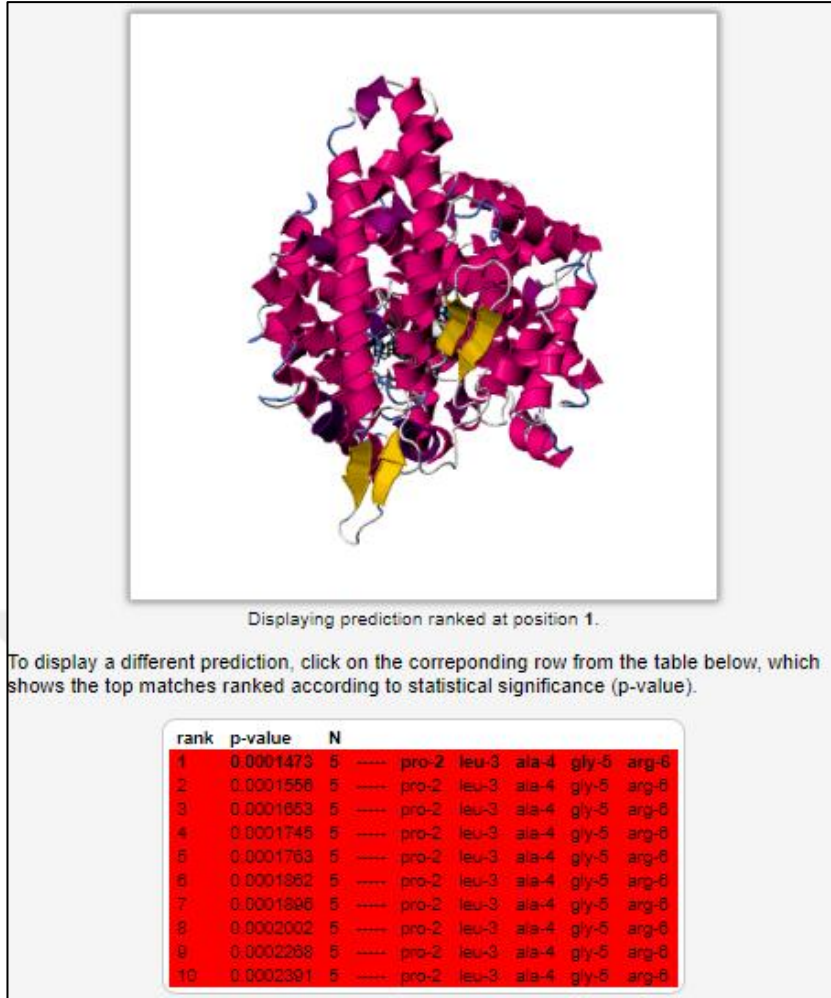 Displaying prediction ranked at position 1.
To display a different prediction, click on the correponding row from the table below, which
shows the top matches ranked according to statistical significance (p-value).
rank p-value N
1 0.0001473 5 ----- pro-2 leu-3 ala-4 gly-5 arg-6
2 0.0001556 5 ----- pro-2 leu-3 ala-4 gly-5 arg-6
3 0.0001653 5 ----- pro-2 leu-3 ala-4 gly-5 arg-6
4 0.0001745 5 ----- pro-2 leu-3 ala-4 gly-5 arg-6
5 0.0001763 5 ----- pro-2 leu-3 ala-4 gly-5 arg-6
6 0.0001862 5 ----- pro-2 leu-3 ala-4 gly-5 arg-6
7 0.0001896 5 ----- pro-2 leu-3 ala-4 gly-5 arg-6
8 0.0002002 5 ----- pro-2 leu-3 ala-4 gly-5 arg-6
9 0.0002268 5 ----- pro-2 leu-3 ala-4 gly-5 arg-6
10 0.0002391 5 ----- pro-2 leu-3 ala-4 gly-5 arg-6